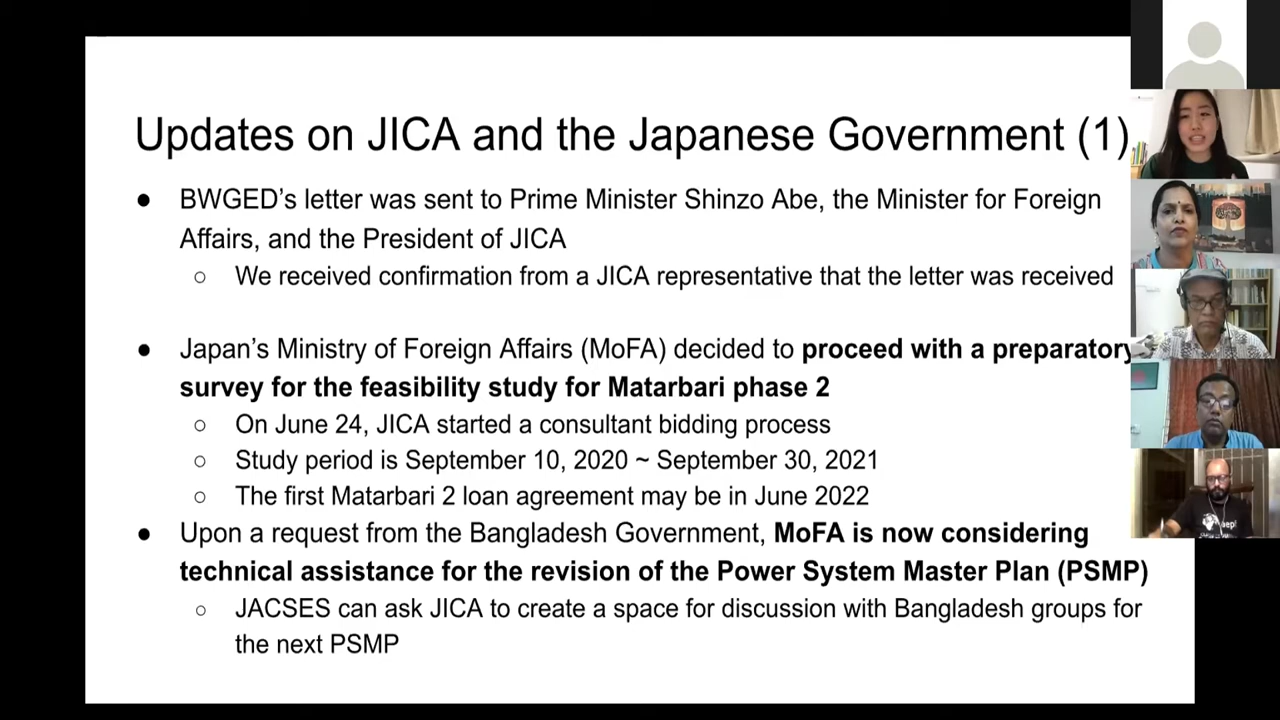 Updates on JICA and the Japanese Government (1)
● BWGED's letter was sent to Prime Minister Shinzo Abe, the Minister for Foreign
Affairs, and the President of JICA
○ We received confirmation from a JICA representative that the letter was received
● Japan's Ministry of Foreign Affairs (MoFA) decided to proceed with a preparatory
survey for the feasibility study for Matarbari phase 2
○ On June 24, JICA started a consultant bidding process
○ Study period is September 10, 2020 ~ September 30, 2021
○ The first Matarbari 2 loan agreement may be in June 2022
● Upon a request from the Bangladesh Government, MoFA is now considering
technical assistance for the revision of the Power System Master Plan (PSMP)
○ JACSES can ask JICA to create a space for discussion with Bangladesh groups for
the next PSMP